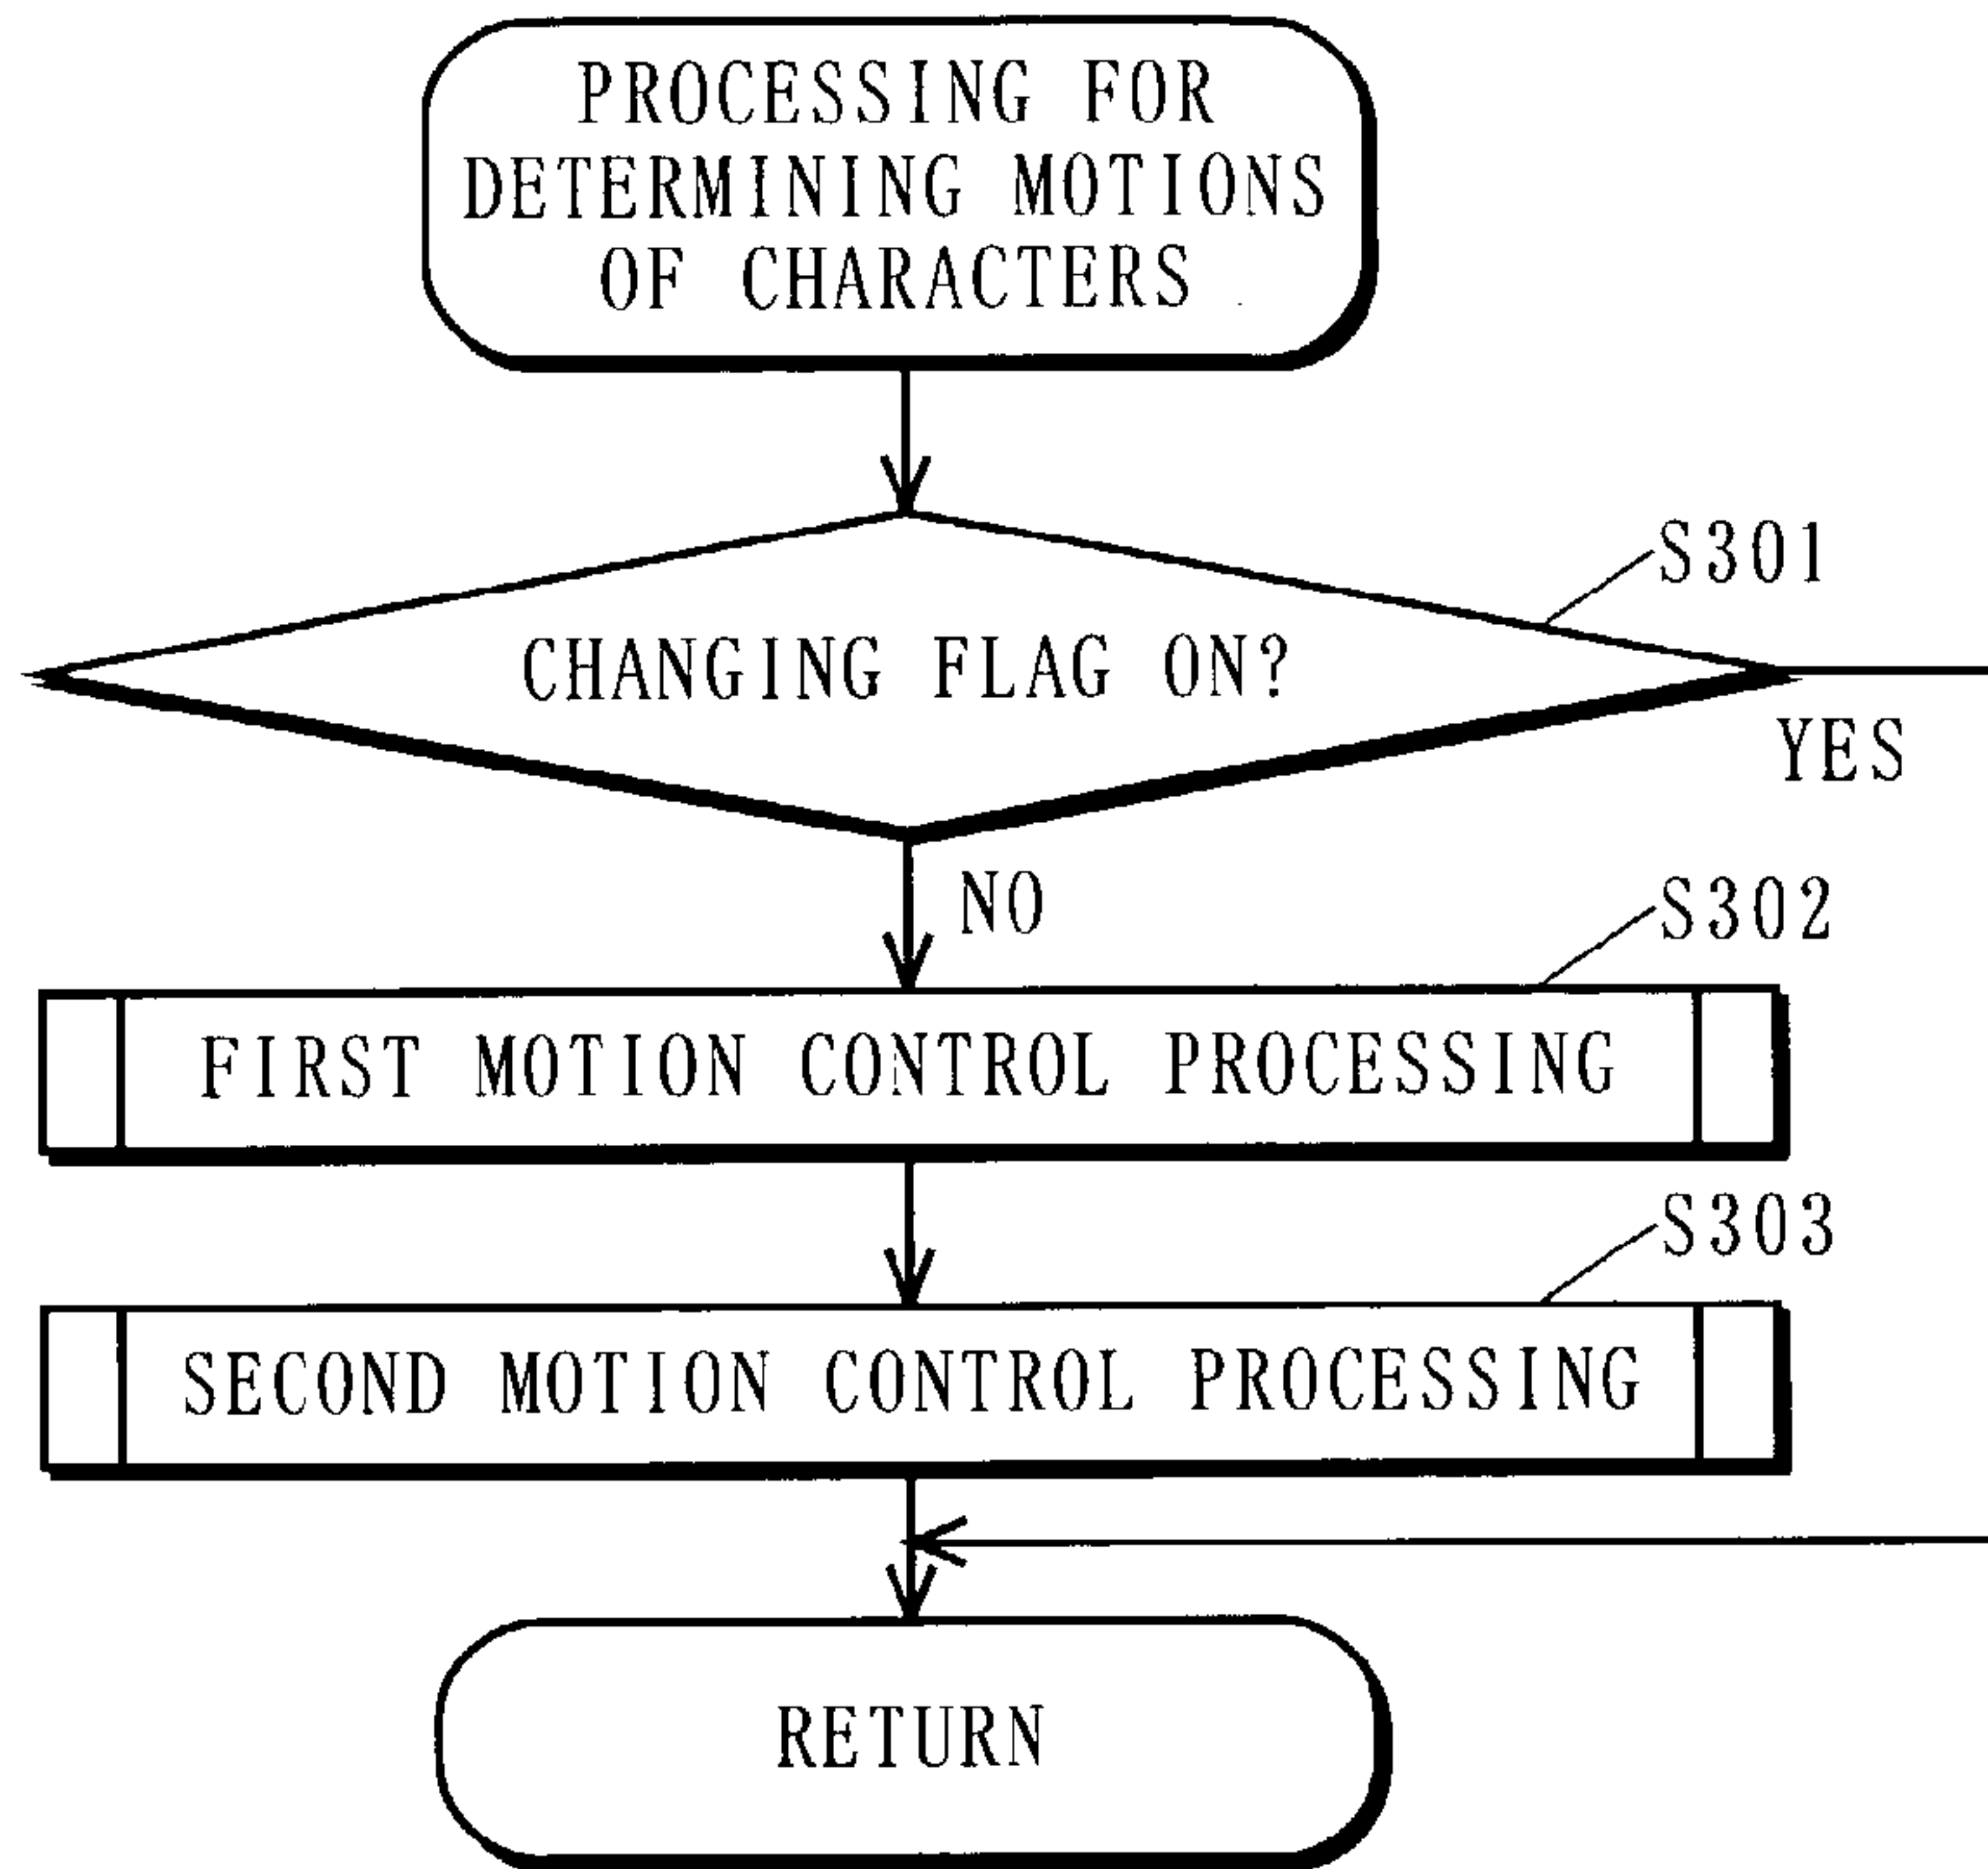 PROCESSING FOR
DETERMINING MOTIONS
OF CHARACTERS
S301
CHANGING FLAG ON?
YES
NO
S302
FIRST MOTION CONTROL PROCESSING
S303
SECOND MOTION CONTROL PROCESSING
RETURN